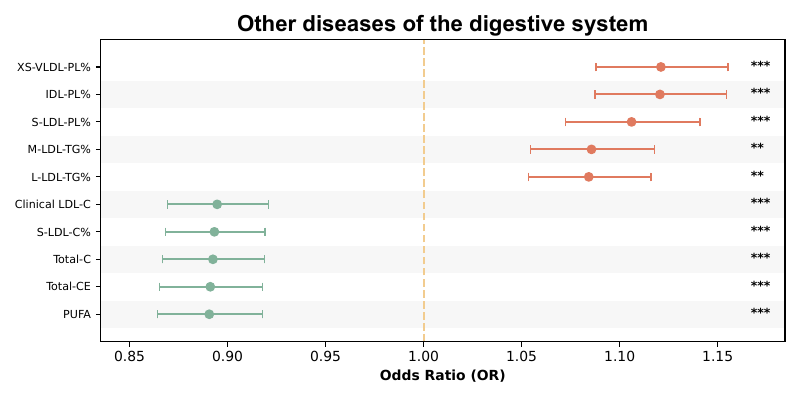 Other diseases of the digestive system
XS-VLDL-PL% ***
IDL-PL% ***
S-LDL-PL% ***
M-LDL-TG% **
L-LDL-TG% **
Clinical LDL-C ***
S-LDL-C% ***
Total-C ***
Total-CE ***
PUFA ***
0.85 0.90 0.95 1.00 1.05 1.10 1.15
Odds Ratio (OR)